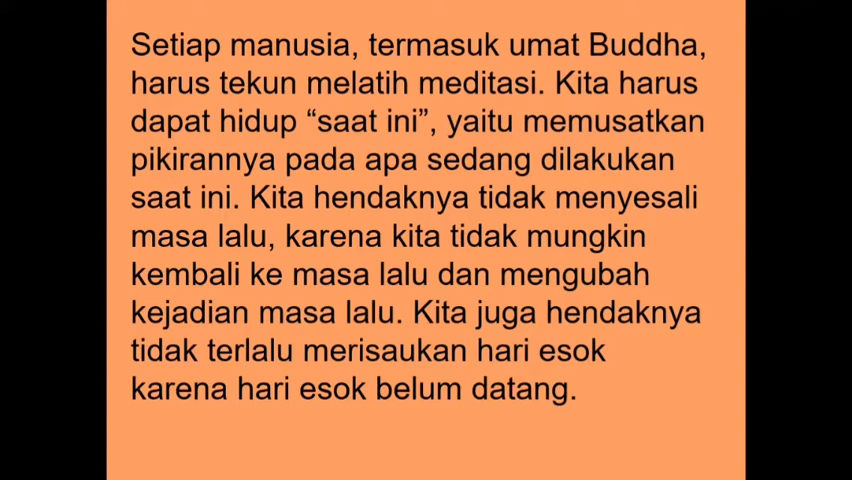 Setiap manusia, termasuk umat Buddha,
harus tekun melatih meditasi. Kita harus
dapat hidup “saat ini”, yaitu memusatkan
pikirannya pada apa sedang dilakukan
saat ini. Kita hendaknya tidak menyesali
masa lalu, karena kita tidak mungkin
kembali ke masa lalu dan mengubah
kejadian masa lalu. Kita juga hendaknya
tidak terlalu merisaukan hari esok
karena hari esok belum datang.